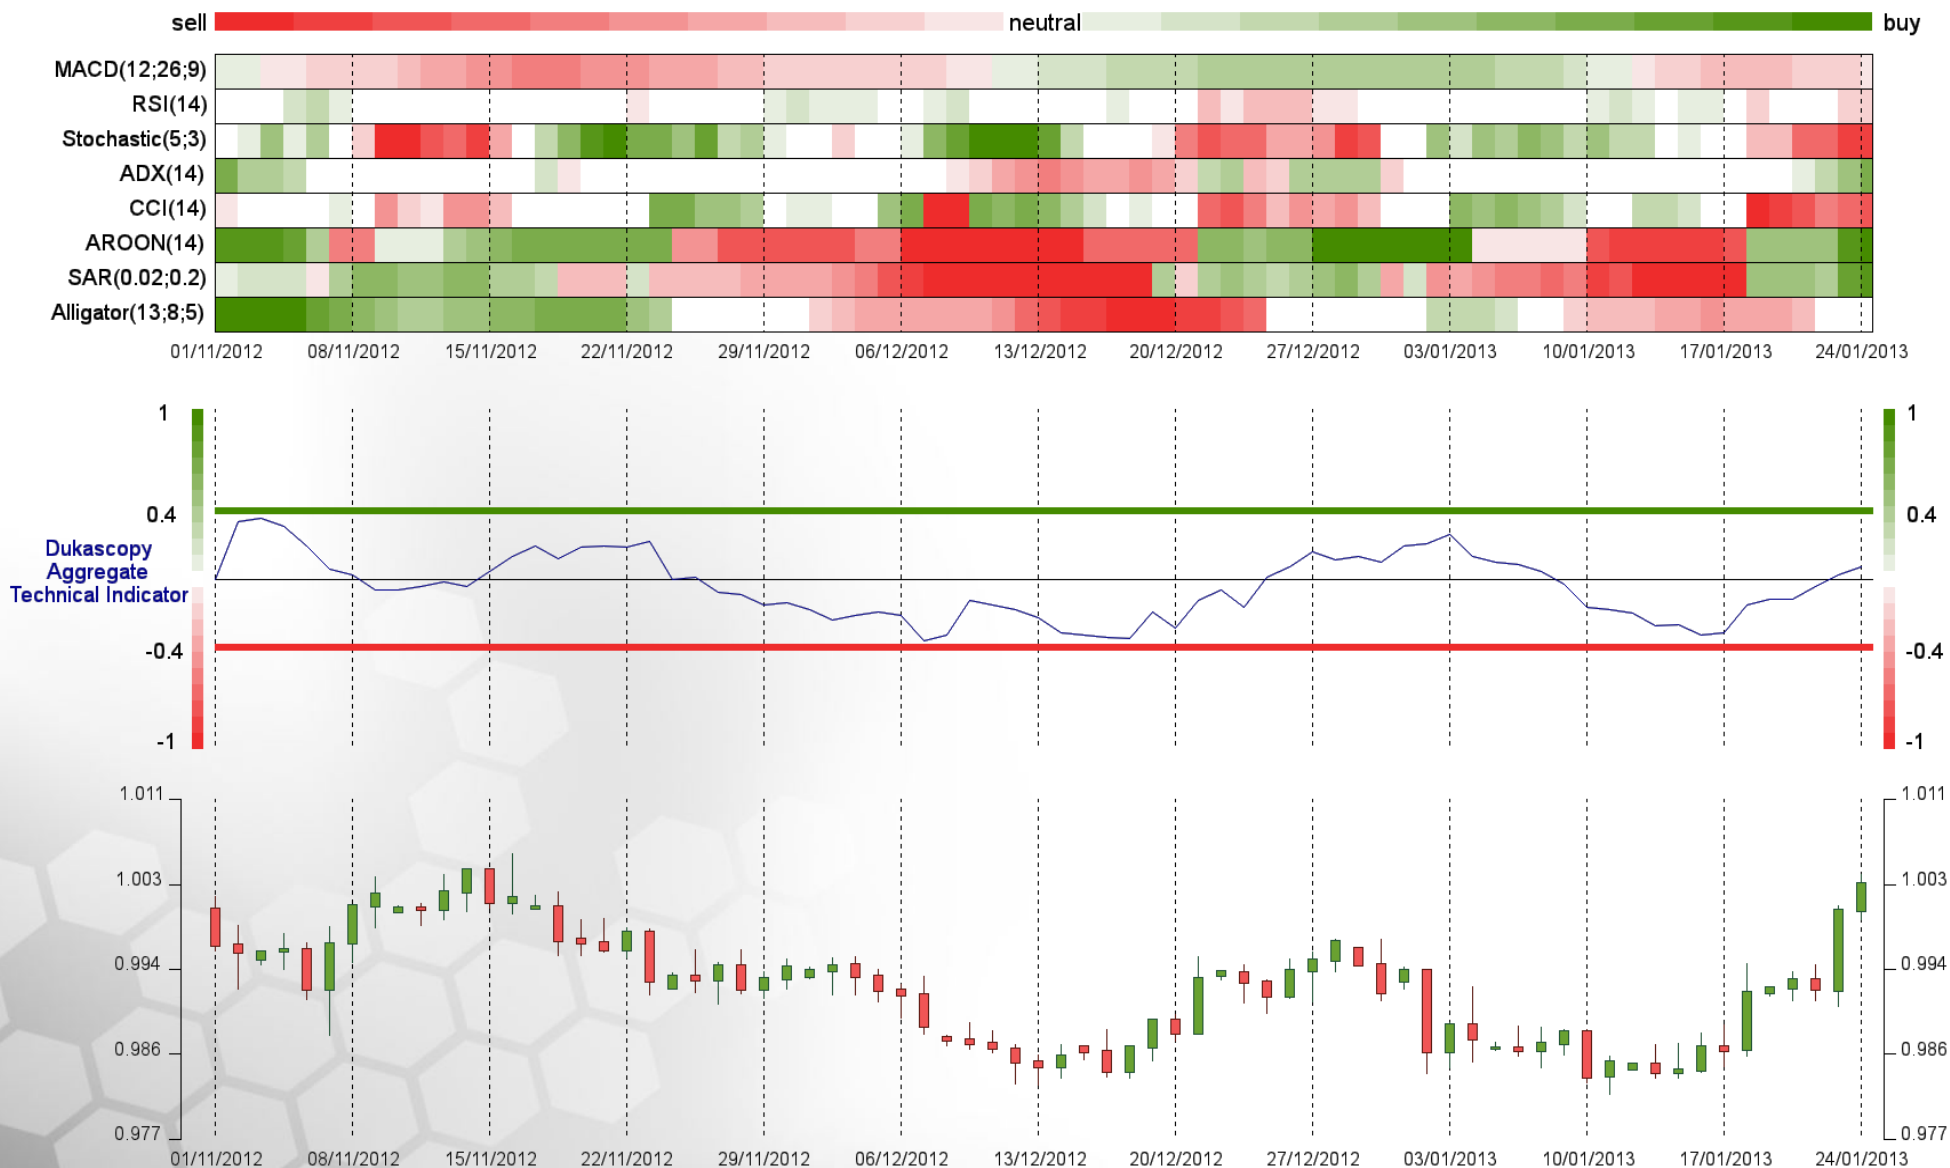 sell neutral buy
MACD(12;26;9)
RSI(14)
Stochastic(5;3)
ADX(14)
CCI(14)
AROON(14)
SAR(0.02;0.2)
Alligator(13;8;5)
01/11/2012 08/11/2012 15/11/2012 22/11/2012 29/11/2012 06/12/2012 13/12/2012 20/12/2012 27/12/2012 03/01/2013 10/01/2013 17/01/2013 24/01/2013
1 1
0.4 0.4
Dukascopy
Aggregate
Technical Indicator
-0.4 -0.4
-1 -1
1.011 1.011
1.003 1.003
0.994 0.994
0.986 0.986
0.977 0.977
01/11/2012 08/11/2012 15/11/2012 22/11/2012 29/11/2012 06/12/2012 13/12/2012 20/12/2012 27/12/2012 03/01/2013 10/01/2013 17/01/2013 24/01/2013